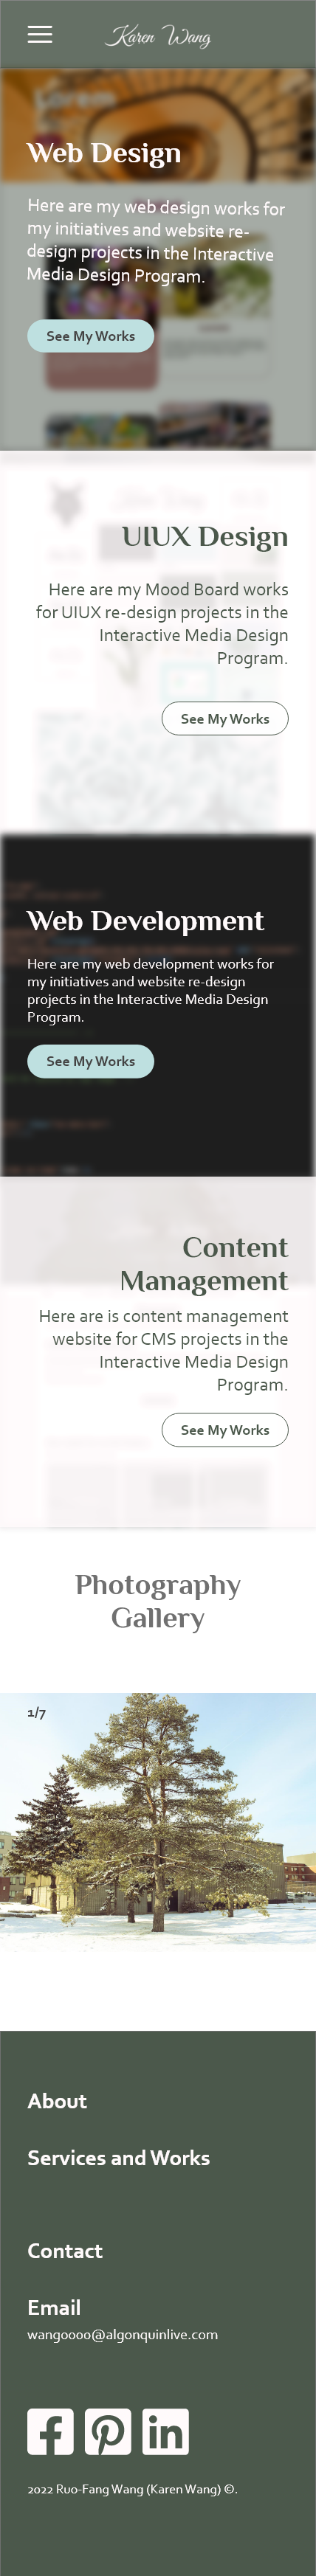 Karen Wang
Web Design
Here are my web design works for
my initiatives and website re-
design projects in the Interactive
Media Design Program.
See My Works
UIUX Design
Here are my Mood Board works
for UIUX re-design projects in the
Interactive Media Design
Program.
See My Works
Web Development
Here are my web development works for
my initiatives and website re-design
projects in the Interactive Media Design
Program.
See My Works
Content
Management
Here are is content management
website for CMS projects in the
Interactive Media Design
Program.
See My Works
Photography
Gallery
1/7
About
Services and Works
Contact
Email
wang0000@algonquinlive.com
2022 Ruo-Fang Wang (Karen Wang) ©.